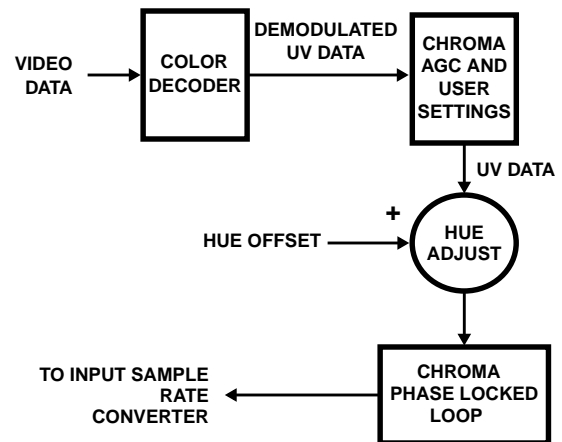 VIDEO
DATA
COLOR
DECODER
DEMODULATED
UV DATA
CHROMA
AGC AND
USER
SETTINGS
UV DATA
+
HUE OFFSET
HUE
ADJUST
CHROMA
PHASE LOCKED
LOOP
TO INPUT SAMPLE
RATE
CONVERTER